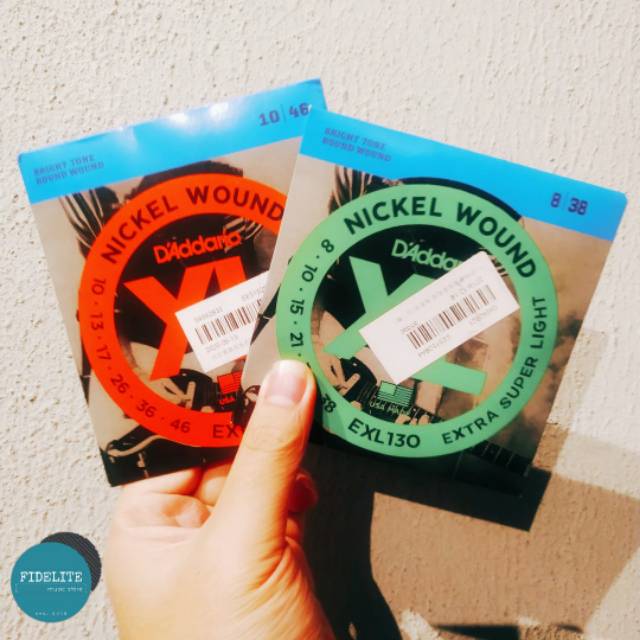 10 | 46
BRIGHT TONE
ROUND WOUND
NICKEL WOUND
D'Addario
XL
10 · 13 · 17 · 26 · 36 · 46
BRIGHT TONE
ROUND WOUND
8 | 38
NICKEL WOUND
D'Addario
XL
8 · 10 · 15 · 21 ·
38
EXL130
EXTRA SUPER LIGHT
FIDELITE
MUSIC STORE